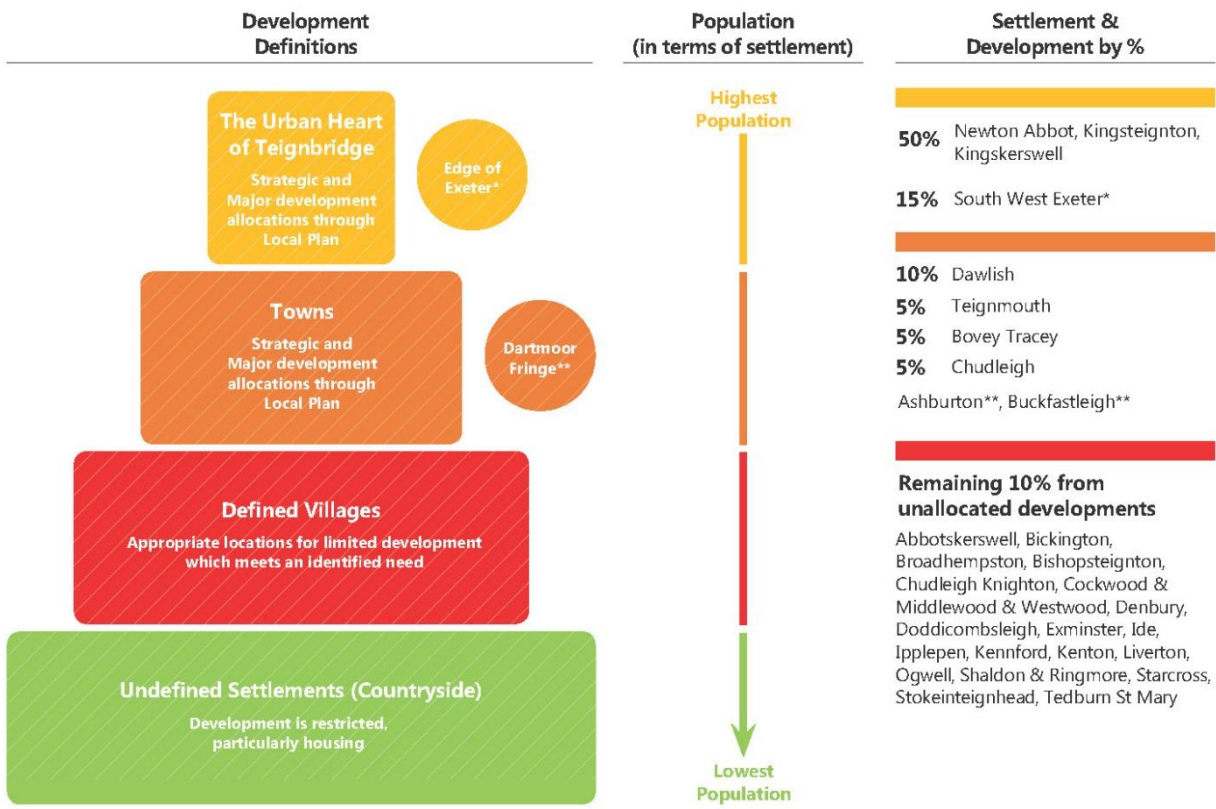 Development
Definitions
Population
(in terms of settlement)
Settlement &
Development by %
The Urban Heart
of Teignbridge
Strategic and
Major development
allocations through
Local Plan
Edge of
Exeter*
Towns
Strategic and
Major development
allocations through
Local Plan
Dartmoor
Fringe**
Defined Villages
Appropriate locations for limited development
which meets an identified need
Undefined Settlements (Countryside)
Development is restricted,
particularly housing
Highest
Population
Lowest
Population
50% Newton Abbot, Kingsteignton,
Kingskerswell
15% South West Exeter*
10% Dawlish
5% Teignmouth
5% Bovey Tracey
5% Chudleigh
Ashburton**, Buckfastleigh**
Remaining 10% from
unallocated developments
Abbotskerswell, Bickington,
Broadhempston, Bishopsteignton,
Chudleigh Knighton, Cockwood &
Middlewood & Westwood, Denbury,
Doddicombsleigh, Exminster, Ide,
Ipplepen, Kennford, Kenton, Liverton,
Ogwell, Shaldon & Ringmore, Starcross,
Stokeinteignhead, Tedburn St Mary